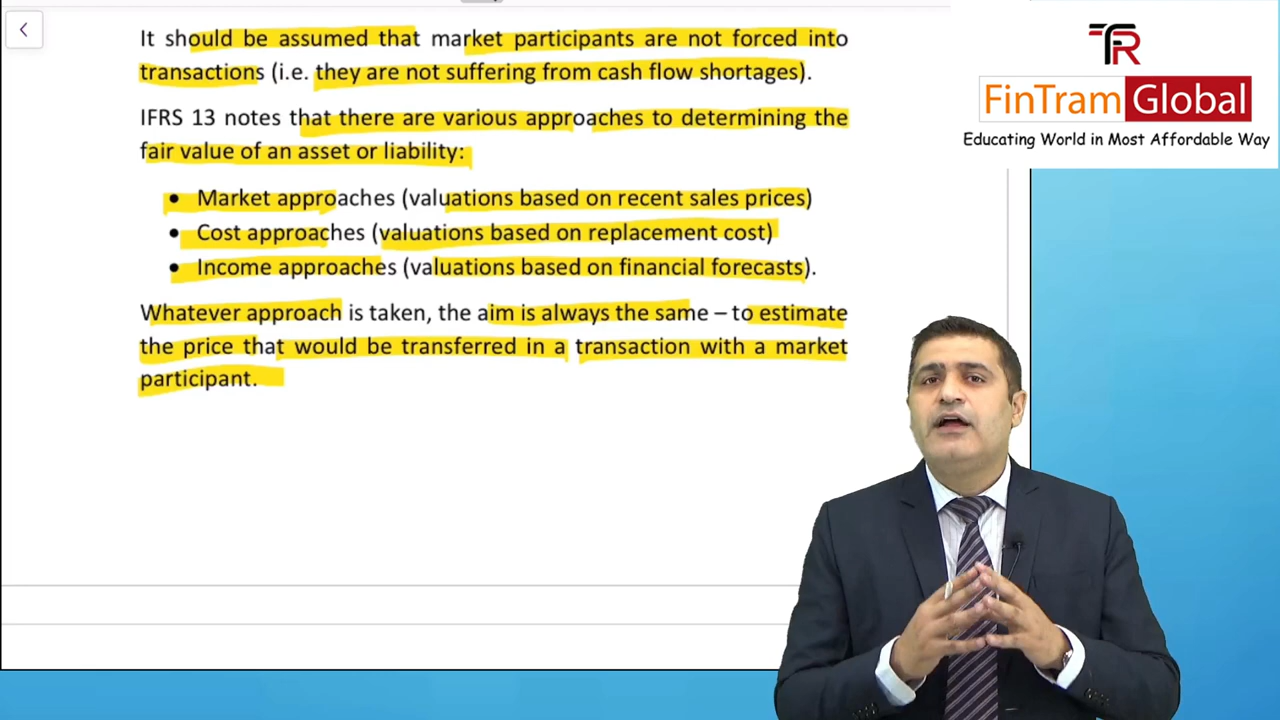 It should be assumed that market participants are not forced into
transactions (i.e. they are not suffering from cash flow shortages).
IFRS 13 notes that there are various approaches to determining the
fair value of an asset or liability:
• Market approaches (valuations based on recent sales prices)
• Cost approaches (valuations based on replacement cost)
• Income approaches (valuations based on financial forecasts).
Whatever approach is taken, the aim is always the same – to estimate
the price that would be transferred in a transaction with a market
participant.
FinTram Global
Educating World in Most Affordable Way